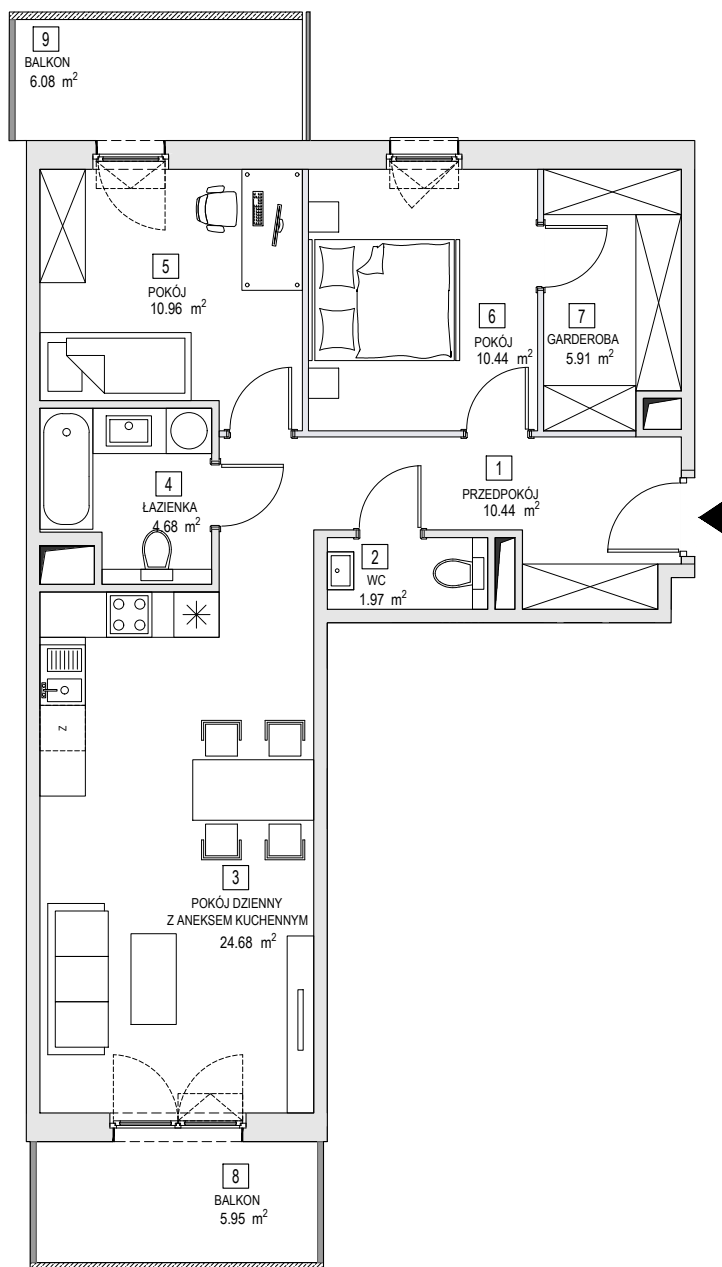 9
BALKON
6.08 m²
5
POKÓJ
10.96 m²
6
POKÓJ
10.44 m²
7
GARDEROBA
5.91 m²
4
ŁAZIENKA
4.68 m²
1
PRZEDPOKÓJ
10.44 m²
2
WC
1.97 m²
Z
3
POKÓJ DZIENNY
Z ANEKSEM KUCHENNYM
24.68 m²
8
BALKON
5.95 m²